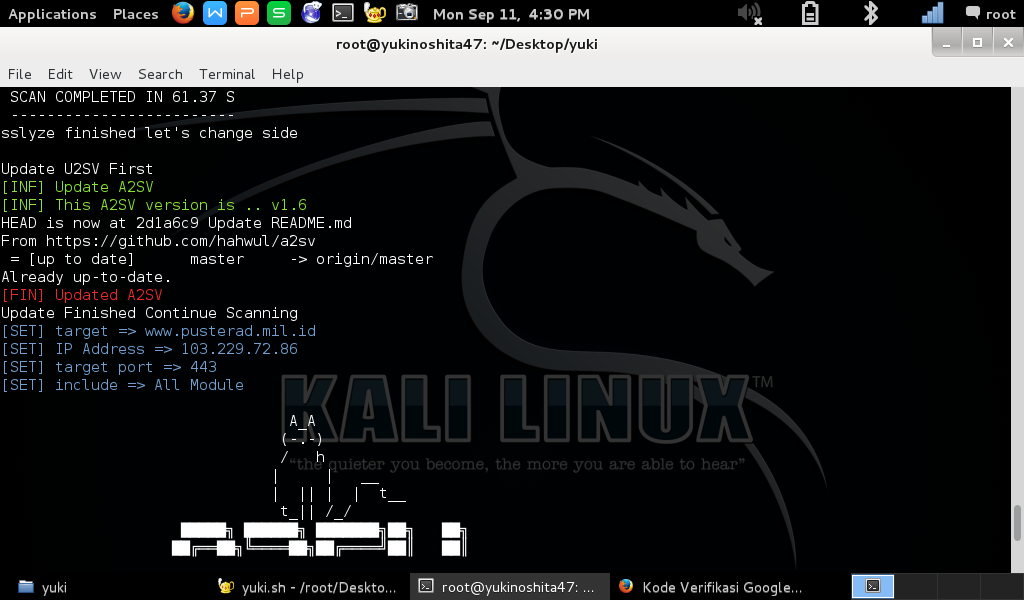 Applications Places Mon Sep 11, 4:30 PM root
root@yukinoshita47: ~/Desktop/yuki
File Edit View Search Terminal Help
SCAN COMPLETED IN 61.37 S
-------------------------
sslyze finished let's change side
Update U2SV First
[INF] Update A2SV
[INF] This A2SV version is .. v1.6
HEAD is now at 2d1a6c9 Update README.md
From https://github.com/hahwul/a2sv
= [up to date] master -> origin/master
Already up-to-date.
[FIN] Updated A2SV
Update Finished Continue Scanning
[SET] target => www.pusterad.mil.id
[SET] IP Address => 103.229.72.86
[SET] target port => 443
[SET] include => All Module
KALI LINUX™
"the quieter you become, the more you are able to hear"
A_A
(-.-)
/ h
| | __
| || | | t__
t_|| /_/
yuki yuki.sh - /root/Deskto... root@yukinoshita47: ... Kode Verifikasi Google...